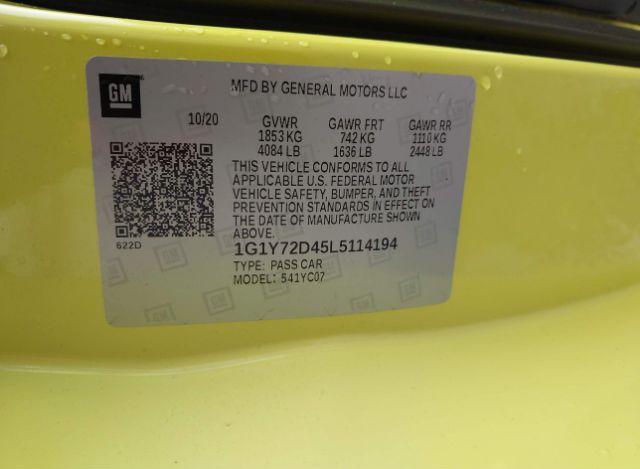 GM
MFD BY GENERAL MOTORS LLC
10/20 GVWR GAWR FRT GAWR RR
1853 KG 742 KG 1110 KG
4084 LB 1636 LB 2448 LB
THIS VEHICLE CONFORMS TO ALL
APPLICABLE U.S. FEDERAL MOTOR
VEHICLE SAFETY, BUMPER, AND THEFT
PREVENTION STANDARDS IN EFFECT ON
THE DATE OF MANUFACTURE SHOWN
ABOVE.
622D
1G1Y72D45L5114194
TYPE: PASS CAR
MODEL: 541YC07